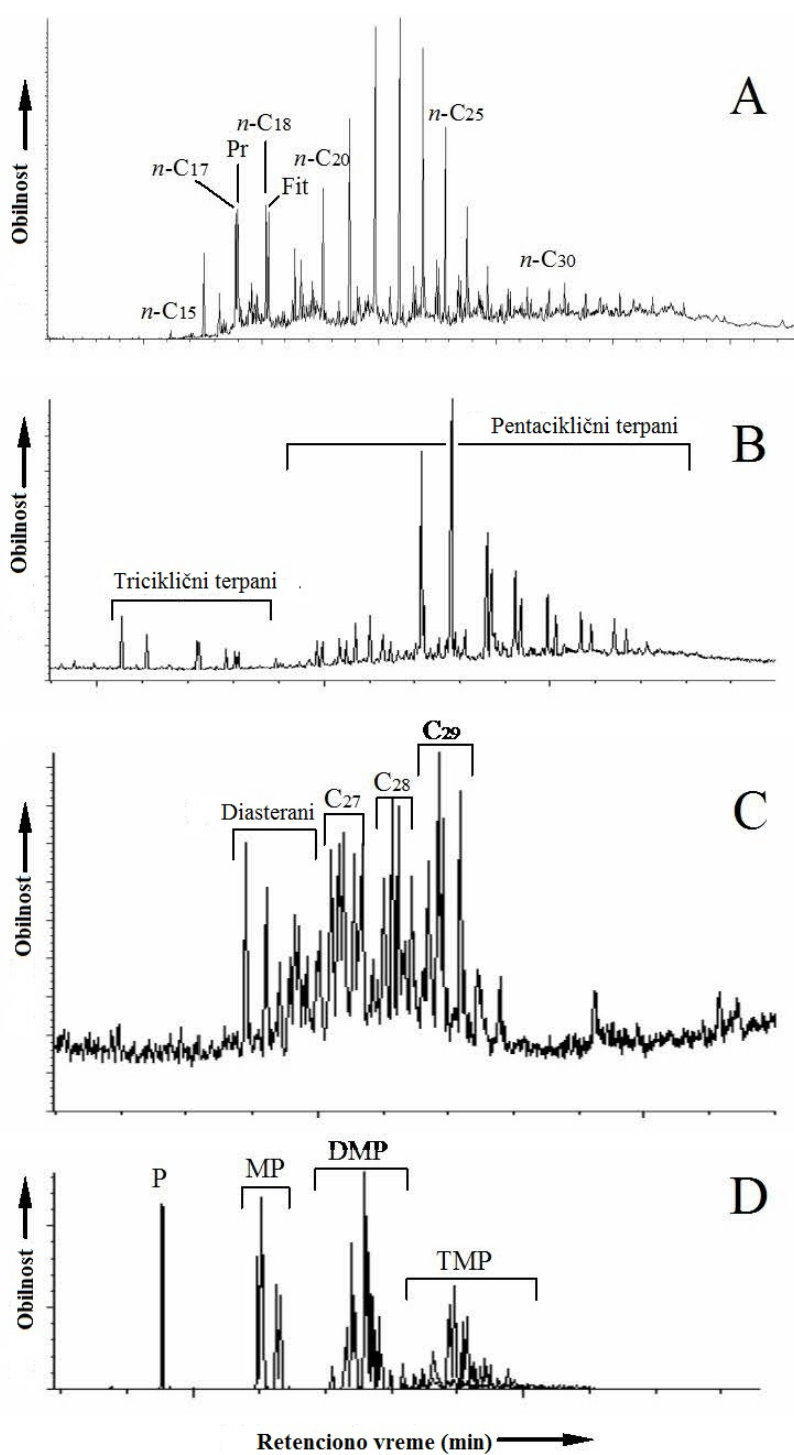 A
n-C18
n-C25
Pr
n-C17
n-C20
Fit
n-C30
n-C15
Obilnost
B
Pentaciklični terpani
Triciklični terpani
Obilnost
C
C29
C28
C27
Diasterani
Obilnost
D
DMP
MP
P
TMP
Obilnost
Retenciono vreme (min)